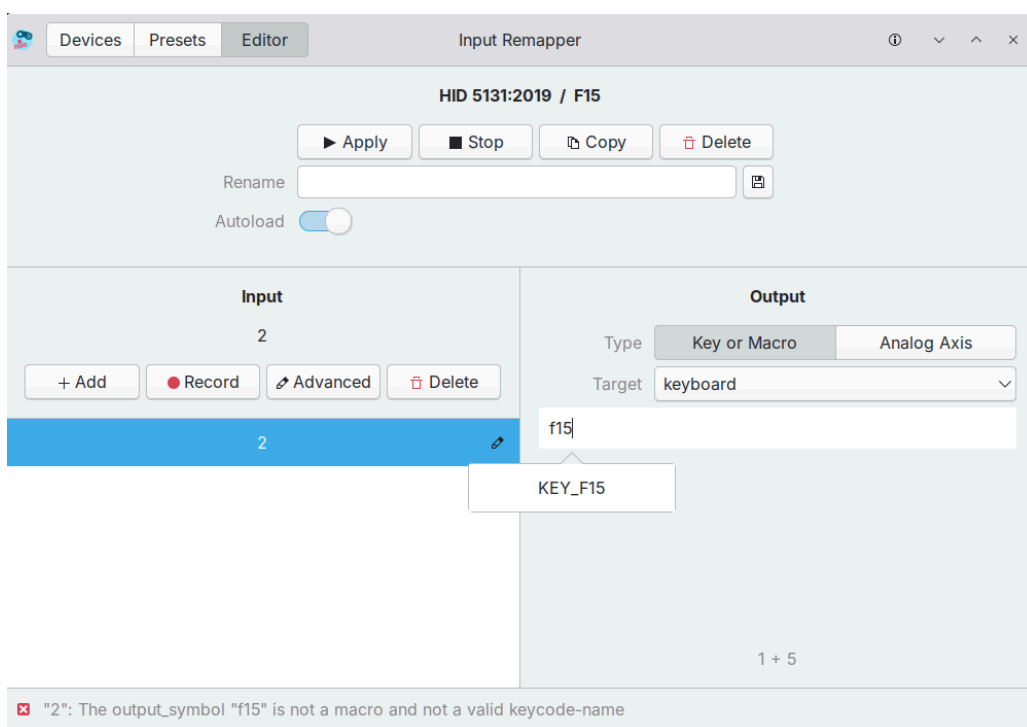 Devices Presets Editor Input Remapper
HID 5131:2019 / F15
Apply Stop Copy Delete
Rename
Autoload
Input
2
+ Add Record Advanced Delete
2
Output
Type Key or Macro Analog Axis
Target keyboard
f15
KEY_F15
1 + 5
"2": The output_symbol "f15" is not a macro and not a valid keycode-name